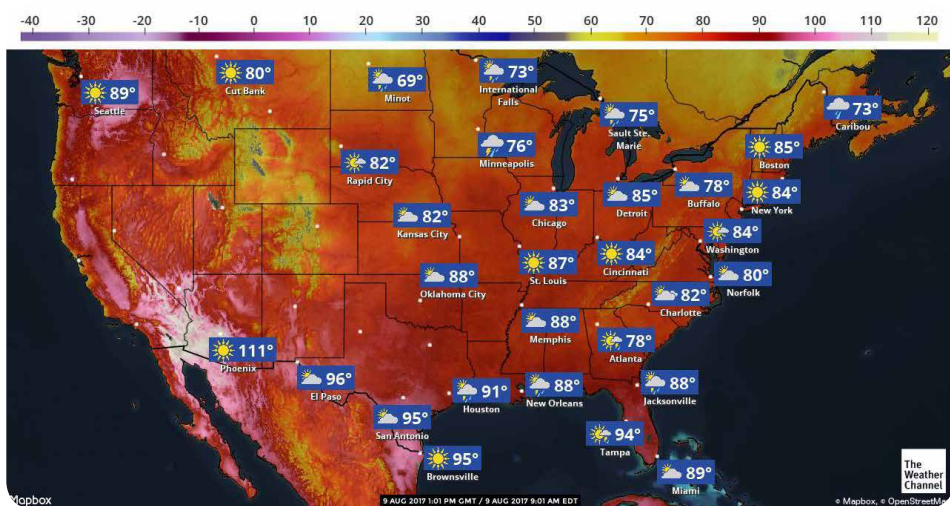 -40 -30 -20 -10 0 10 20 30 40 50 60 70 80 90 100 110 120
89°
Seattle
80°
Cut Bank
69°
Minot
73°
International
Falls
75°
Sault Ste.
Marie
73°
Caribou
82°
Rapid City
76°
Minneapolis
85°
Boston
82°
Kansas City
83°
Chicago
85°
Detroit
78°
Buffalo
84°
New York
84°
Washington
88°
Oklahoma City
87°
St. Louis
84°
Cincinnati
80°
Norfolk
82°
Charlotte
88°
Memphis
78°
Atlanta
111°
Phoenix
96°
El Paso
91°
Houston
88°
New Orleans
88°
Jacksonville
95°
San Antonio
94°
Tampa
95°
Brownsville
89°
Miami
The
Weather
Channel
Mapbox
9 AUG 2017 1:01 PM GMT / 9 AUG 2017 9:01 AM EDT
© Mapbox, © OpenStreetMa